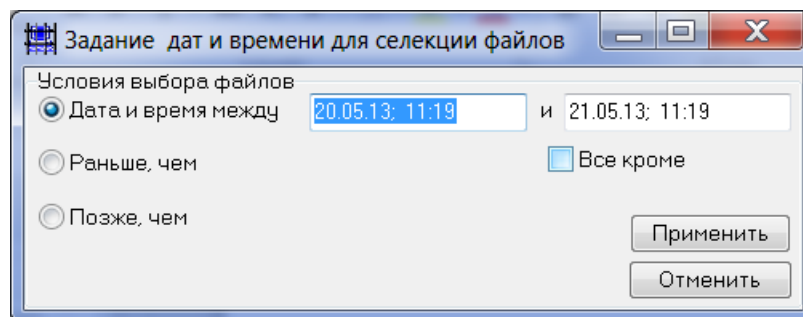 Задание дат и времени для селекции файлов
Условия выбора файлов
Дата и время между 20.05.13; 11:19 и 21.05.13; 11:19
Раньше, чем Все кроме
Позже, чем
Применить
Отменить